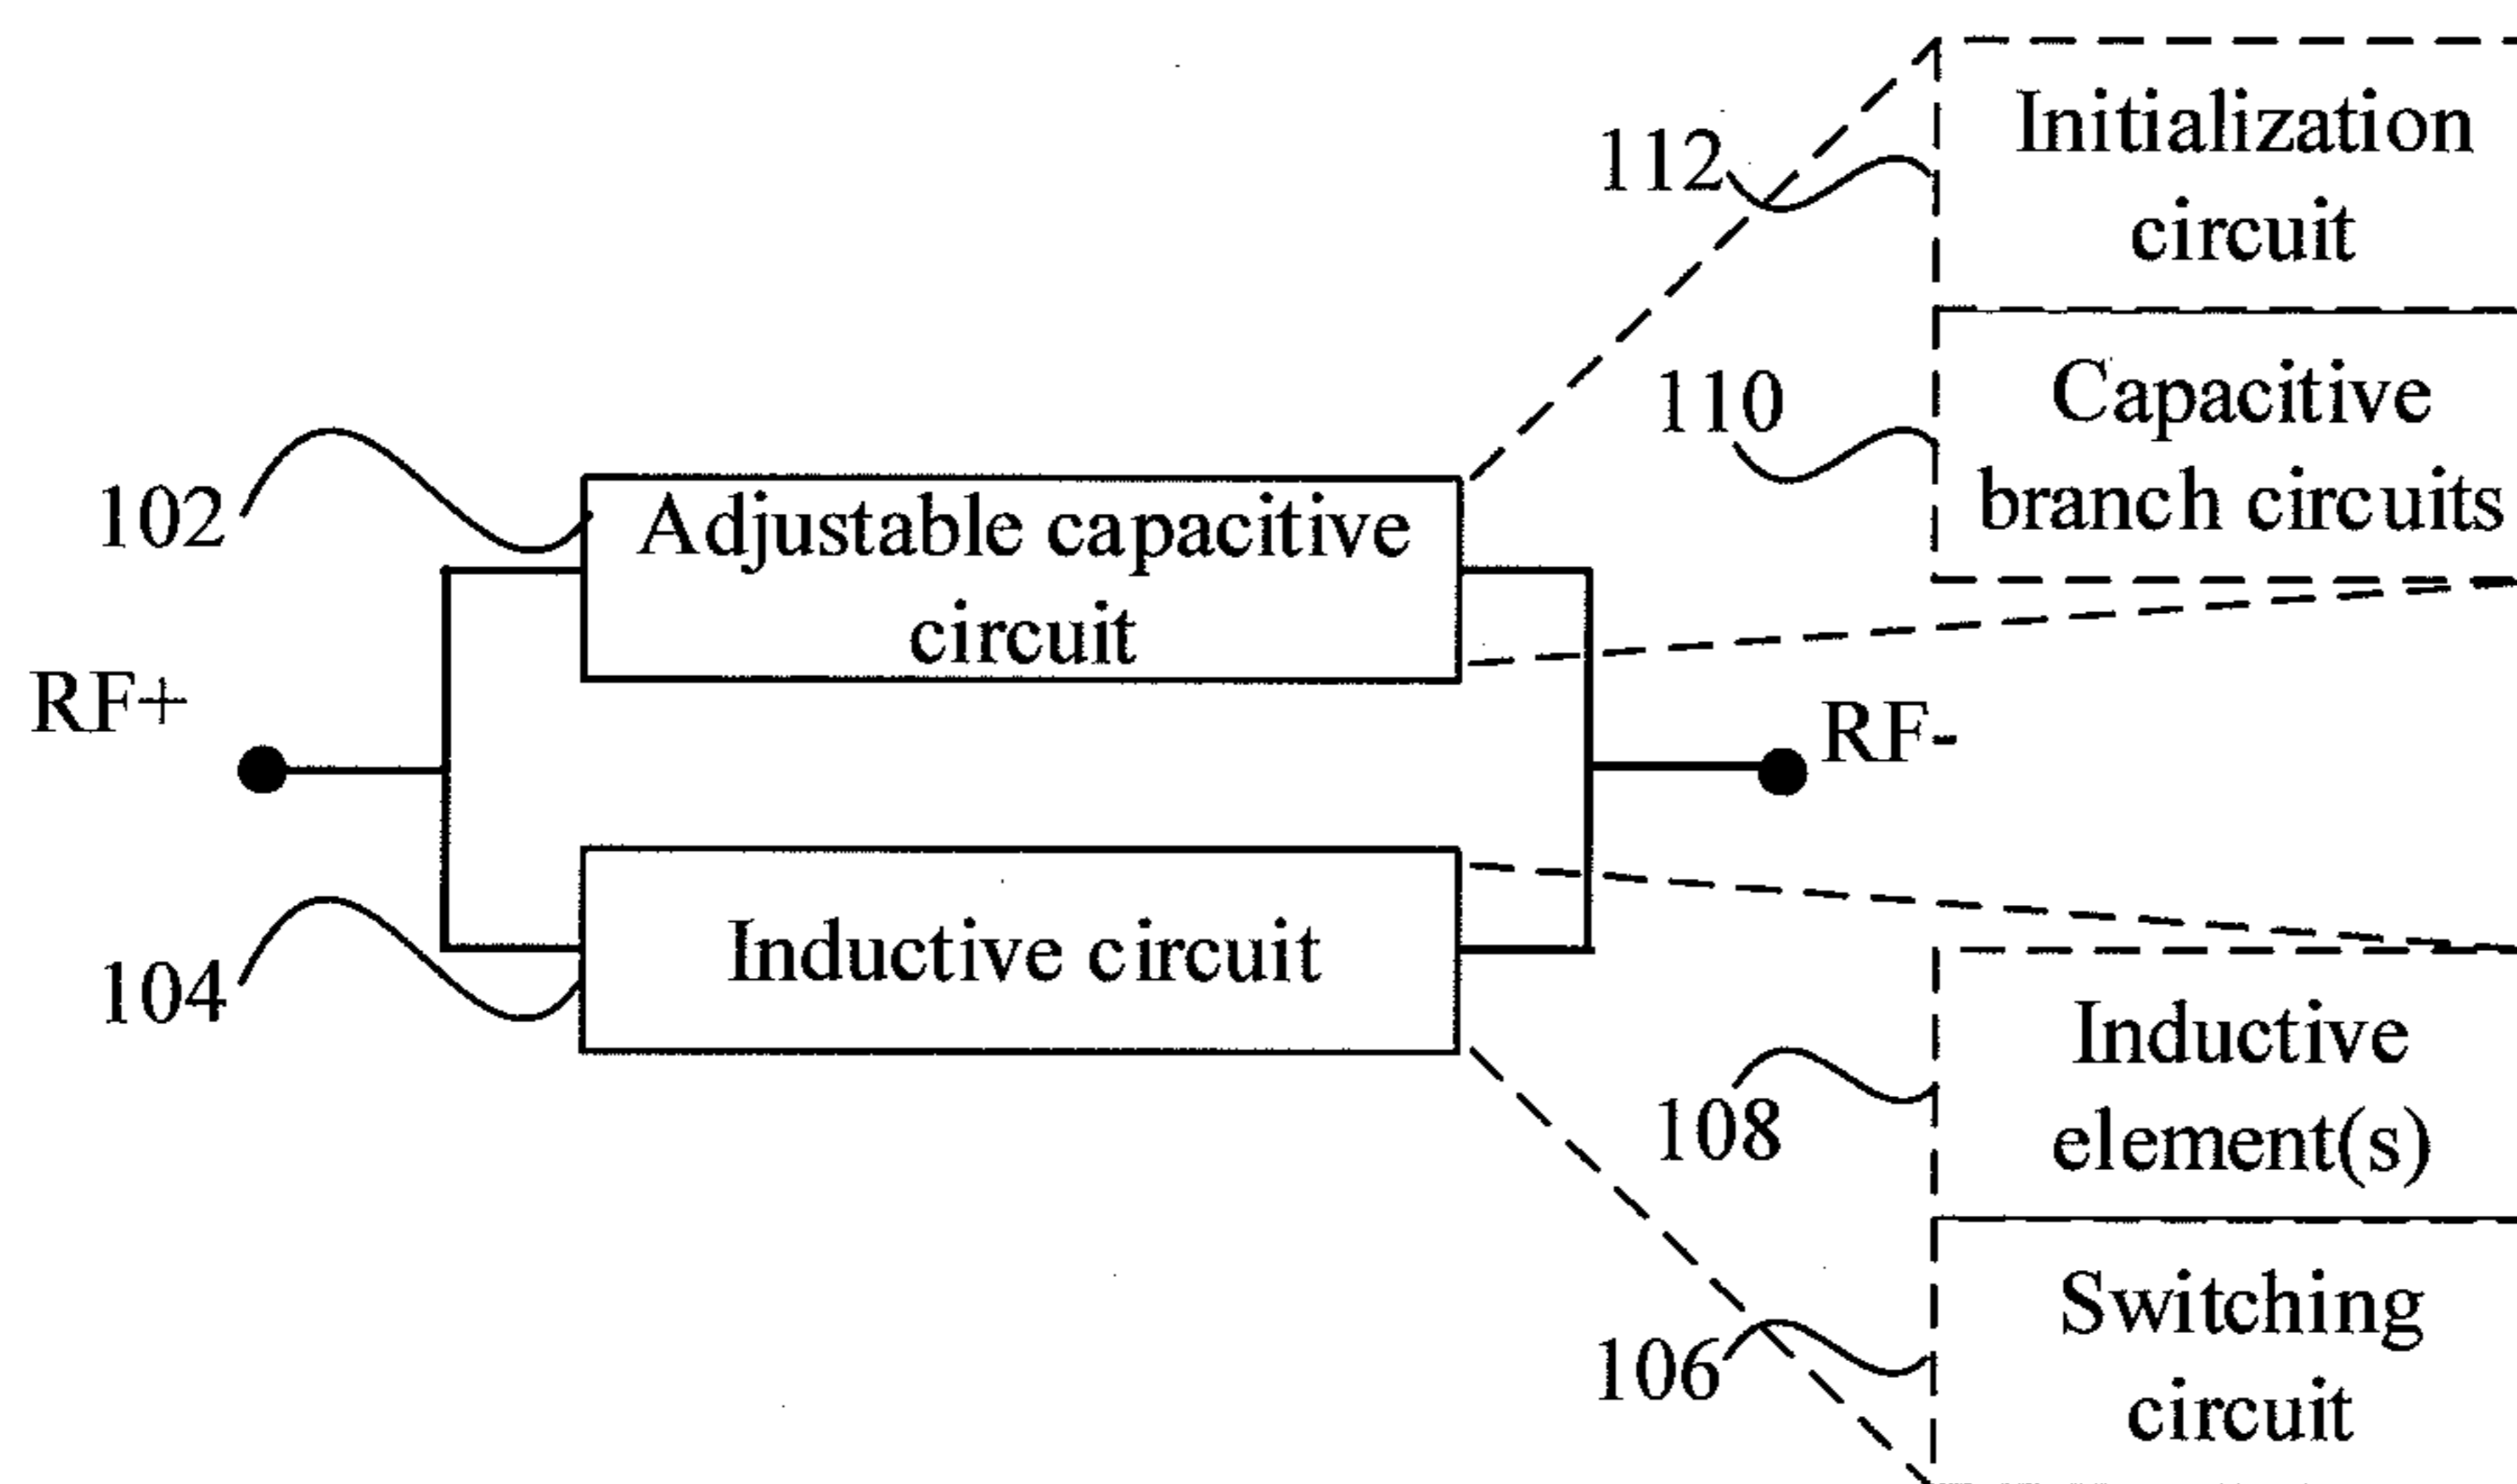 112
Initialization
circuit
110
Capacitive
branch circuits
102
Adjustable capacitive
circuit
RF+
RF-
104
Inductive circuit
108
Inductive
element(s)
106
Switching
circuit